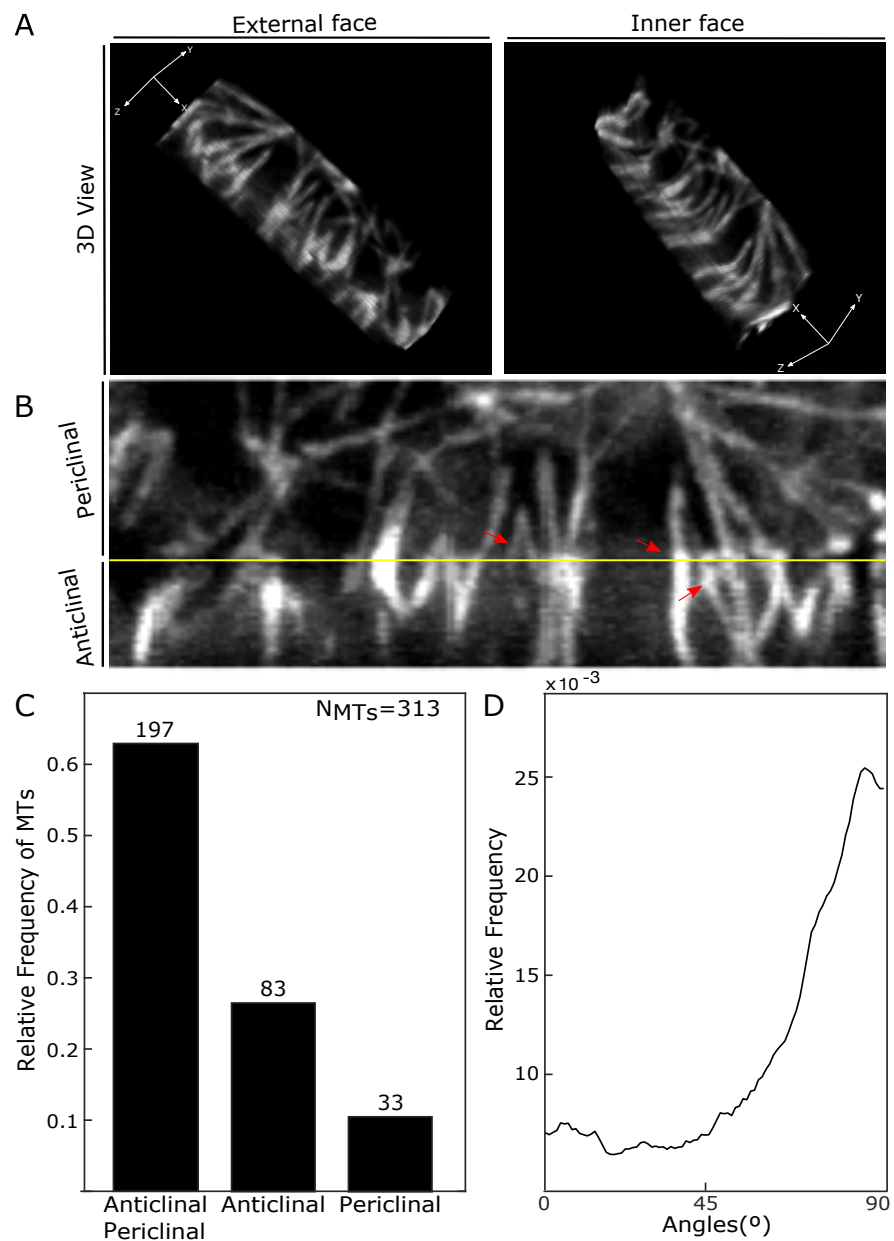 A
External face
Inner face
3D View
Y
Z
X
X
Y
Z
B
Periclinal
Anticlinal
C
NMTs=313
197
83
33
0.6
0.5
0.4
0.3
0.2
0.1
Relative Frequency of MTs
Anticlinal
Periclinal
Anticlinal
Periclinal
D
x10⁻³
25
20
15
10
Relative Frequency
0
45
90
Angles(º)